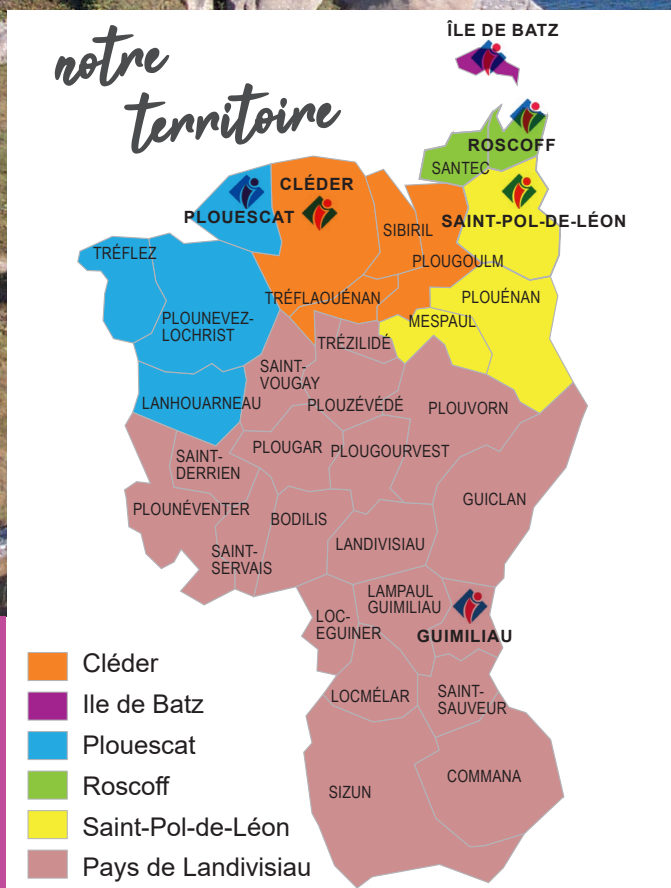 notre
territoire
ÎLE DE BATZ
ROSCOFF
SANTEC
CLÉDER
PLOUESCAT
SAINT-POL-DE-LÉON
SIBIRIL
TRÉFLEZ
PLOUGOULM
TRÉFLAOUÉNAN
PLOUÉNAN
PLOUNEVEZ-
LOCHRIST
MESPAUL
TRÉZILIDÉ
SAINT-
VOUGAY
LANHOUARNEAU
PLOUZÉVÉDÉ
PLOUVORN
PLOUGAR
PLOUGOURVEST
SAINT-
DERRIEN
GUICLAN
PLOUNÉVENTER
BODILIS
LANDIVISIAU
SAINT-
SERVAIS
LAMPAUL
GUIMILIAU
LOC-
EGUINER
GUIMILIAU
LOCMÉLAR
SAINT-
SAUVEUR
SIZUN
COMMANA
Cléder
Ile de Batz
Plouescat
Roscoff
Saint-Pol-de-Léon
Pays de Landivisiau